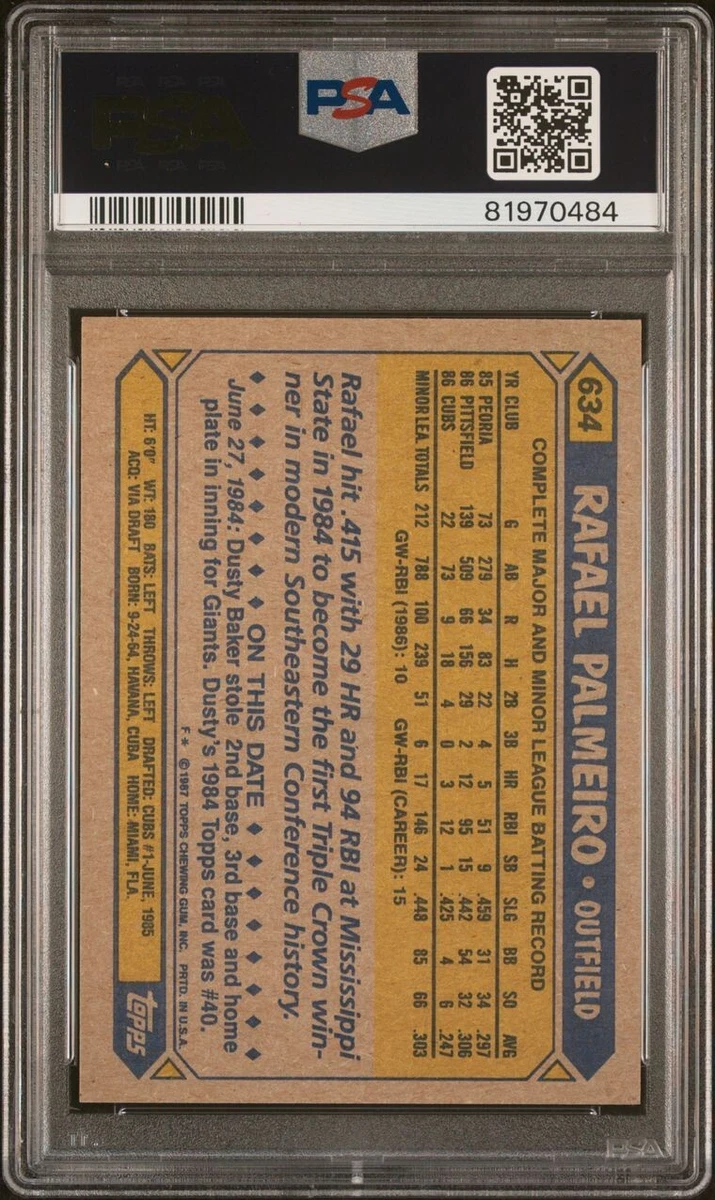 PSA
81970484
634 RAFAEL PALMEIRO • OUTFIELD
COMPLETE MAJOR AND MINOR LEAGUE BATTING RECORD
YR CLUB G AB R H 2B 3B HR RBI SB SLG BB SO AVG
85 PEORIA 73 279 34 83 22 4 5 51 9 .459 31 34 .297
86 PITTSFIELD 139 509 66 156 29 2 12 95 15 .442 54 32 .306
86 CUBS 22 73 9 18 4 0 3 12 1 .425 4 6 .247
MINOR LEA. TOTALS 212 788 100 239 51 6 17 146 24 .448 85 66 .303
GW-RBI (1986): 10 GW-RBI (CAREER): 15
Rafael hit .415 with 29 HR and 94 RBI at Mississippi
State in 1984 to become the first Triple Crown win-
ner in modern Southeastern Conference history.
◆ ◆ ◆ ◆ ◆ ◆ ◆ ON THIS DATE ◆ ◆ ◆ ◆ ◆ ◆ ◆
June 27, 1984: Dusty Baker stole 2nd base, 3rd base and home
plate in inning for Giants. Dusty's 1984 Topps card was #40.
F✳ ©1987 TOPPS CHEWING GUM, INC. PRTD. IN U.S.A.
HT: 6'0" WT: 180 BATS: LEFT THROWS: LEFT DRAFTED: CUBS #1-JUNE, 1985
ACQ: VIA DRAFT BORN: 9-24-64, HAVANA, CUBA HOME: MIAMI, FLA.
topps
PSA